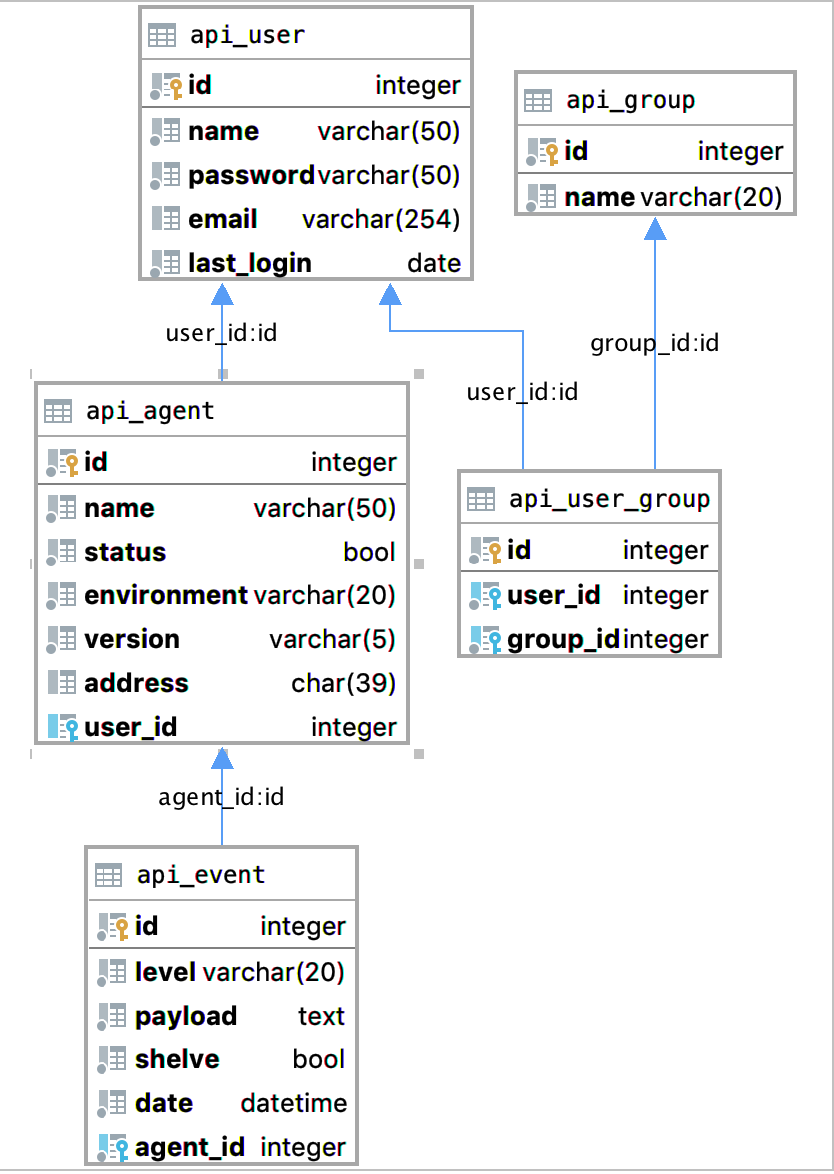 api_user
id integer
name varchar(50)
password varchar(50)
email varchar(254)
last_login date
api_group
id integer
name varchar(20)
user_id:id
group_id:id
user_id:id
api_agent
id integer
name varchar(50)
status bool
environment varchar(20)
version varchar(5)
address char(39)
user_id integer
api_user_group
id integer
user_id integer
group_id integer
agent_id:id
api_event
id integer
level varchar(20)
payload text
shelve bool
date datetime
agent_id integer